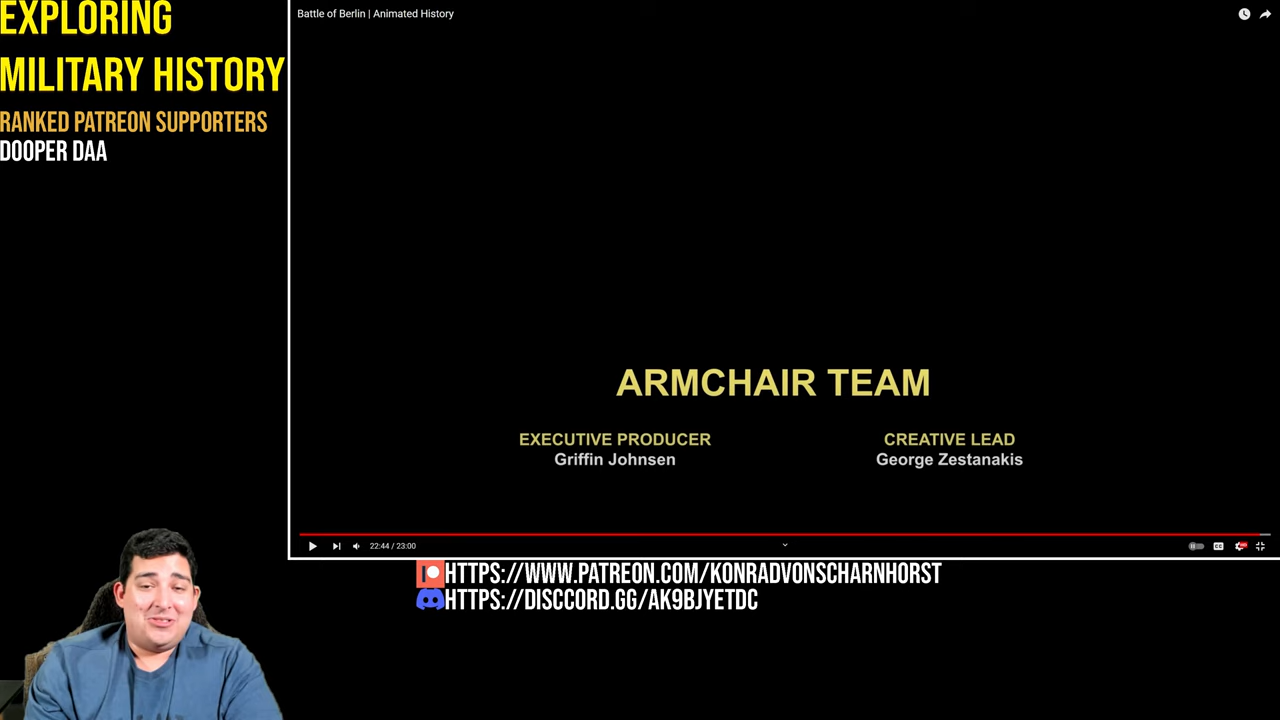 EXPLORING
MILITARY HISTORY
RANKED PATREON SUPPORTERS
DOOPER DAA
Battle of Berlin | Animated History
ARMCHAIR TEAM
EXECUTIVE PRODUCER
Griffin Johnsen
CREATIVE LEAD
George Zestanakis
22:44 / 23:00
CC
HTTPS://WWW.PATREON.COM/KONRADVONSCHARNHORST
HTTPS://DISCCORD.GG/AK9BJYETDC